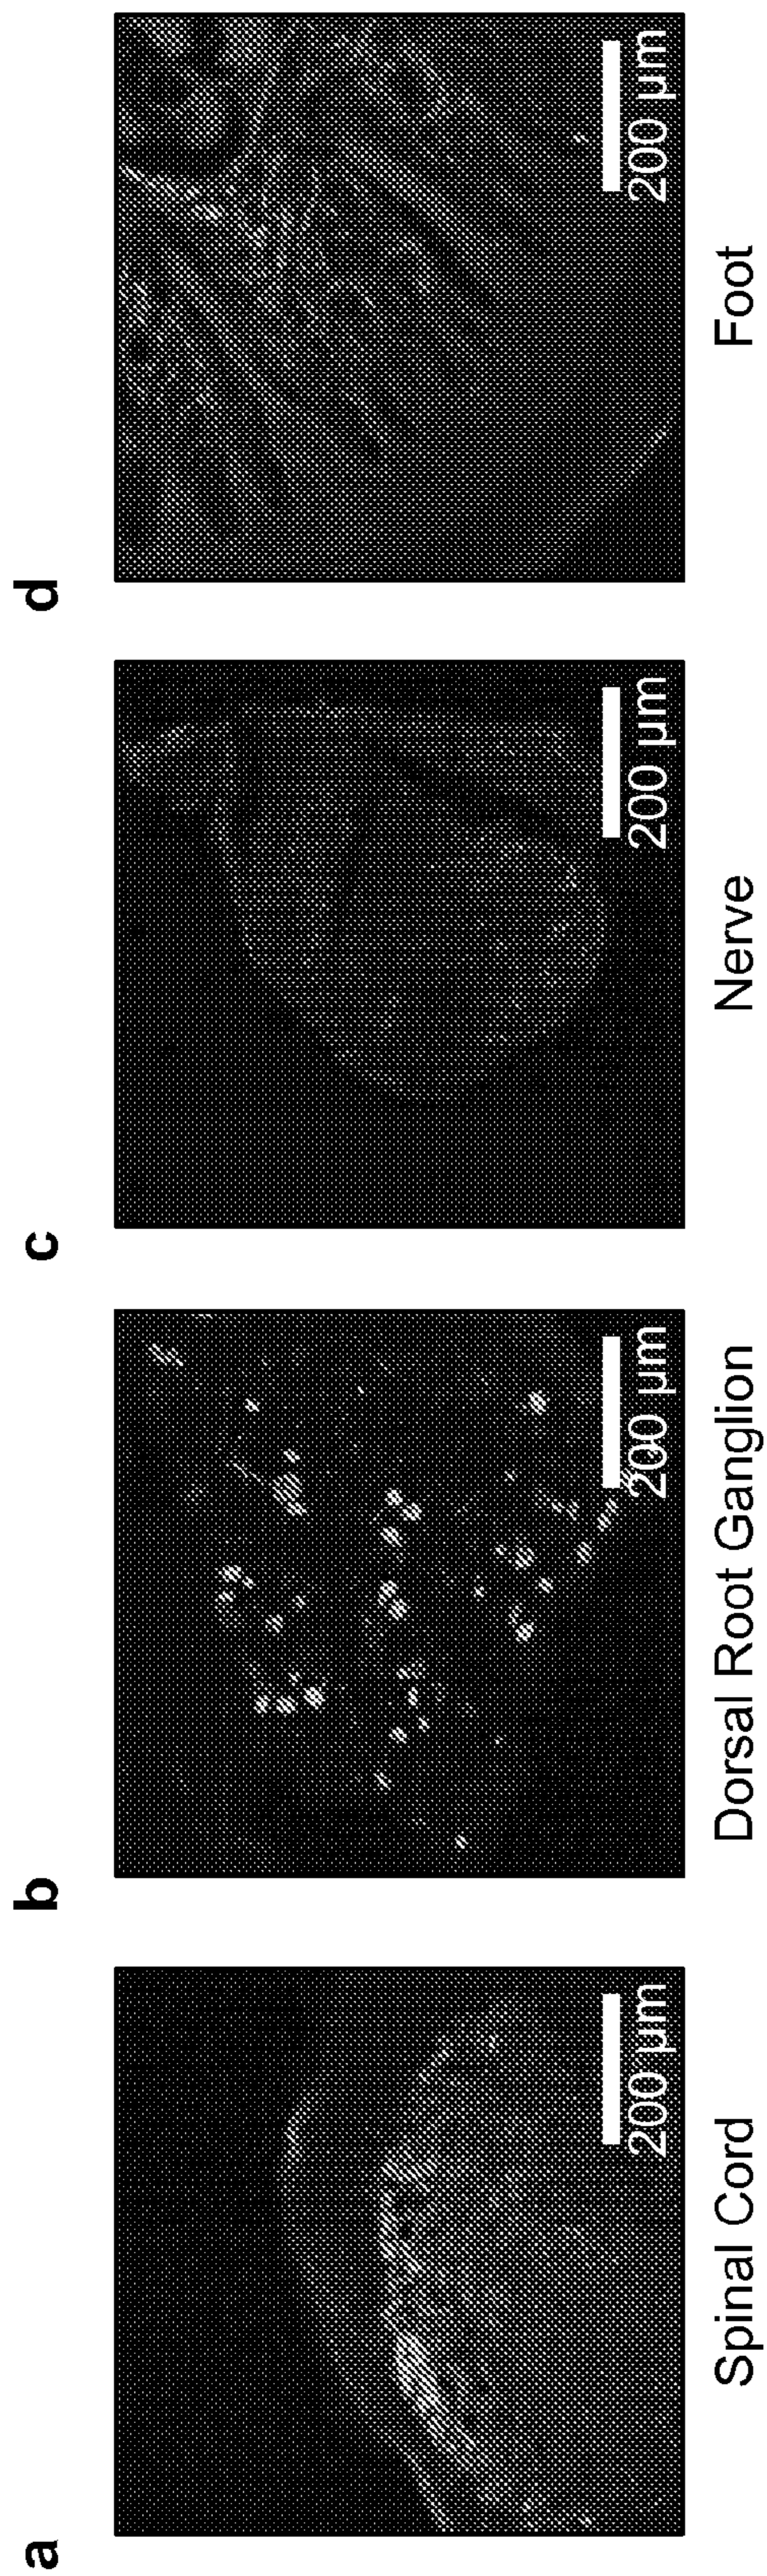 a
200 µm
Spinal Cord
b
200 µm
Dorsal Root Ganglion
c
200 µm
Nerve
d
200 µm
Foot